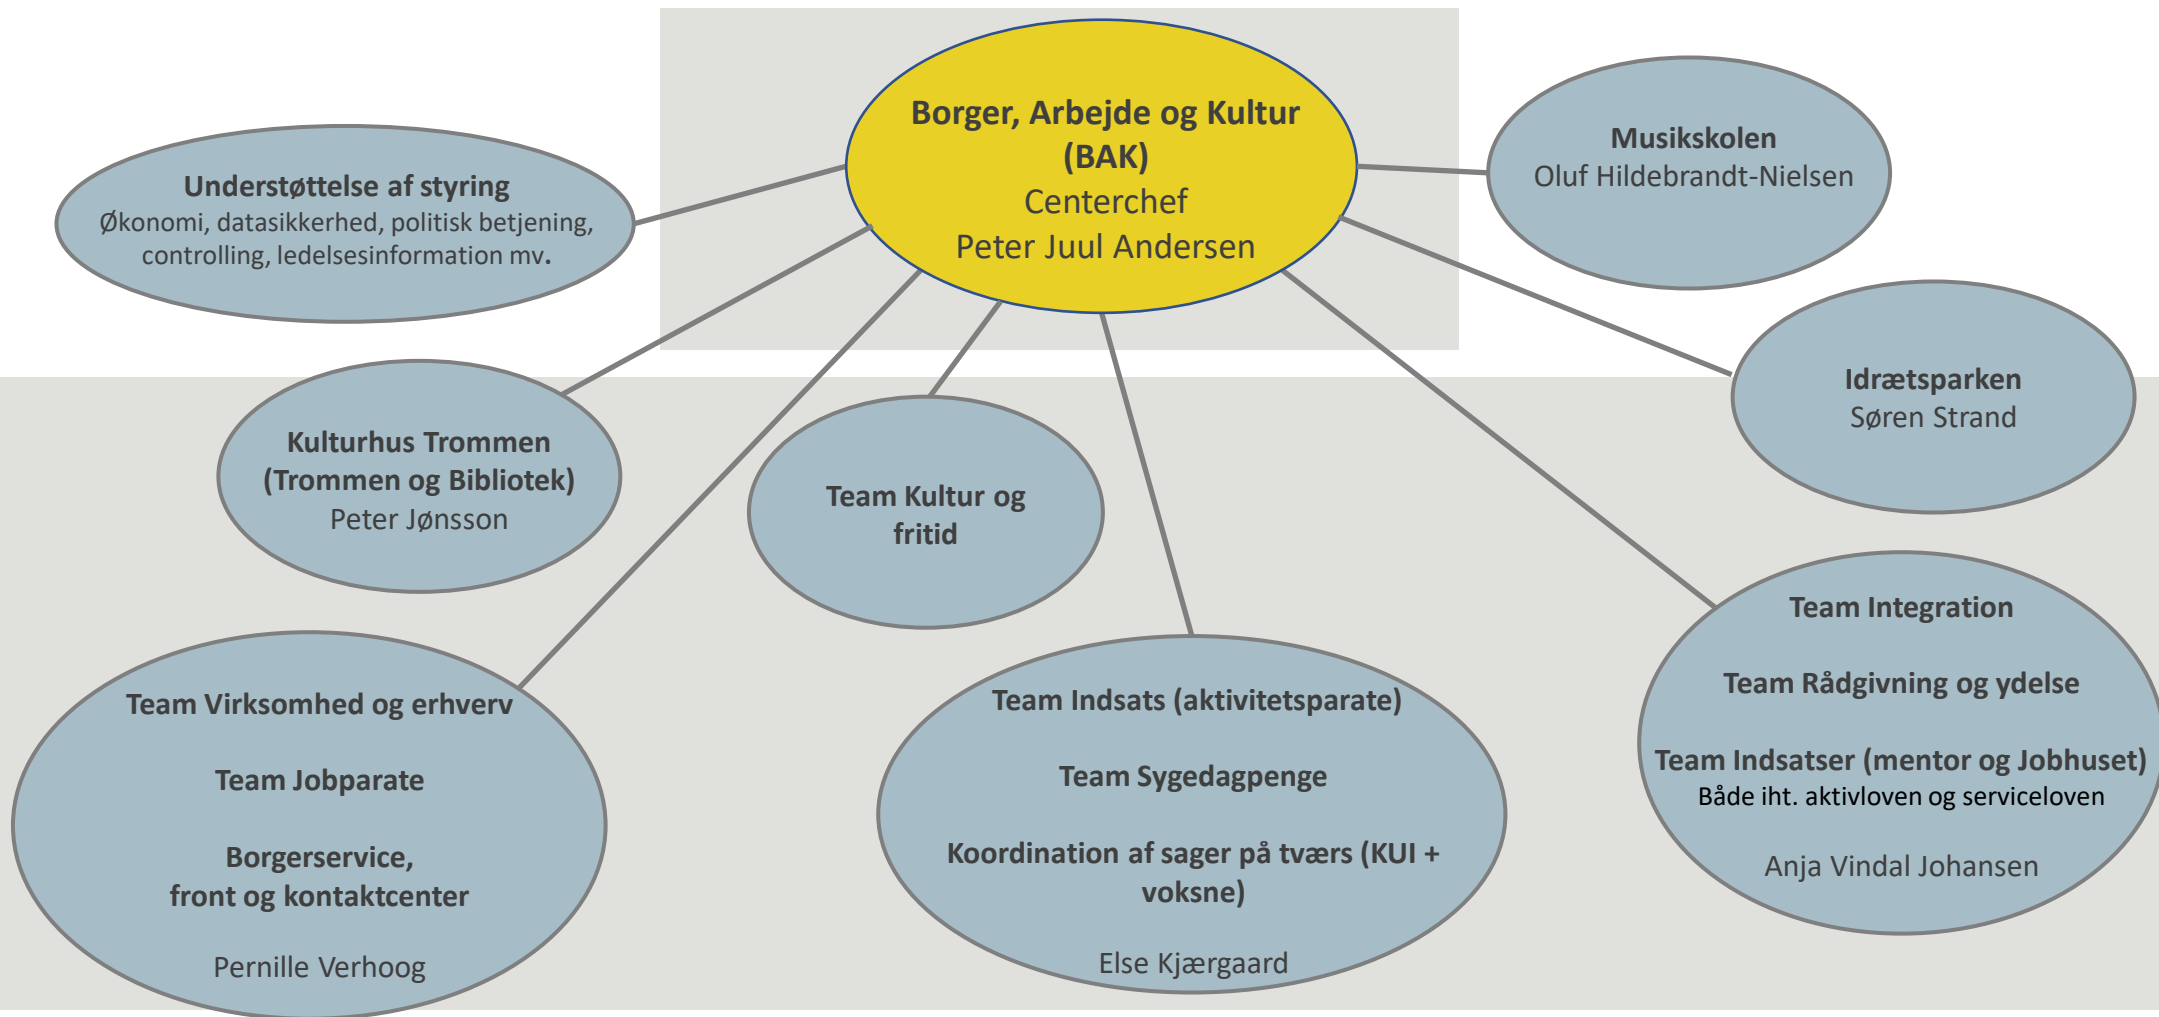 Borger, Arbejde og Kultur
(BAK)
Centerchef
Peter Juul Andersen
Musikskolen
Oluf Hildebrandt-Nielsen
Understøttelse af styring
Økonomi, datasikkerhed, politisk betjening,
controlling, ledelsesinformation mv.
Idrætsparken
Søren Strand
Kulturhus Trommen
(Trommen og Bibliotek)
Peter Jønsson
Team Kultur og
fritid
Team Virksomhed og erhverv
Team Jobparate
Borgerservice,
front og kontaktcenter
Pernille Verhoog
Team Indsats (aktivitetsparate)
Team Sygedagpenge
Koordination af sager på tværs (KUI +
voksne)
Else Kjærgaard
Team Integration
Team Rådgivning og ydelse
Team Indsatser (mentor og Jobhuset)
Både iht. aktivloven og serviceloven
Anja Vindal Johansen